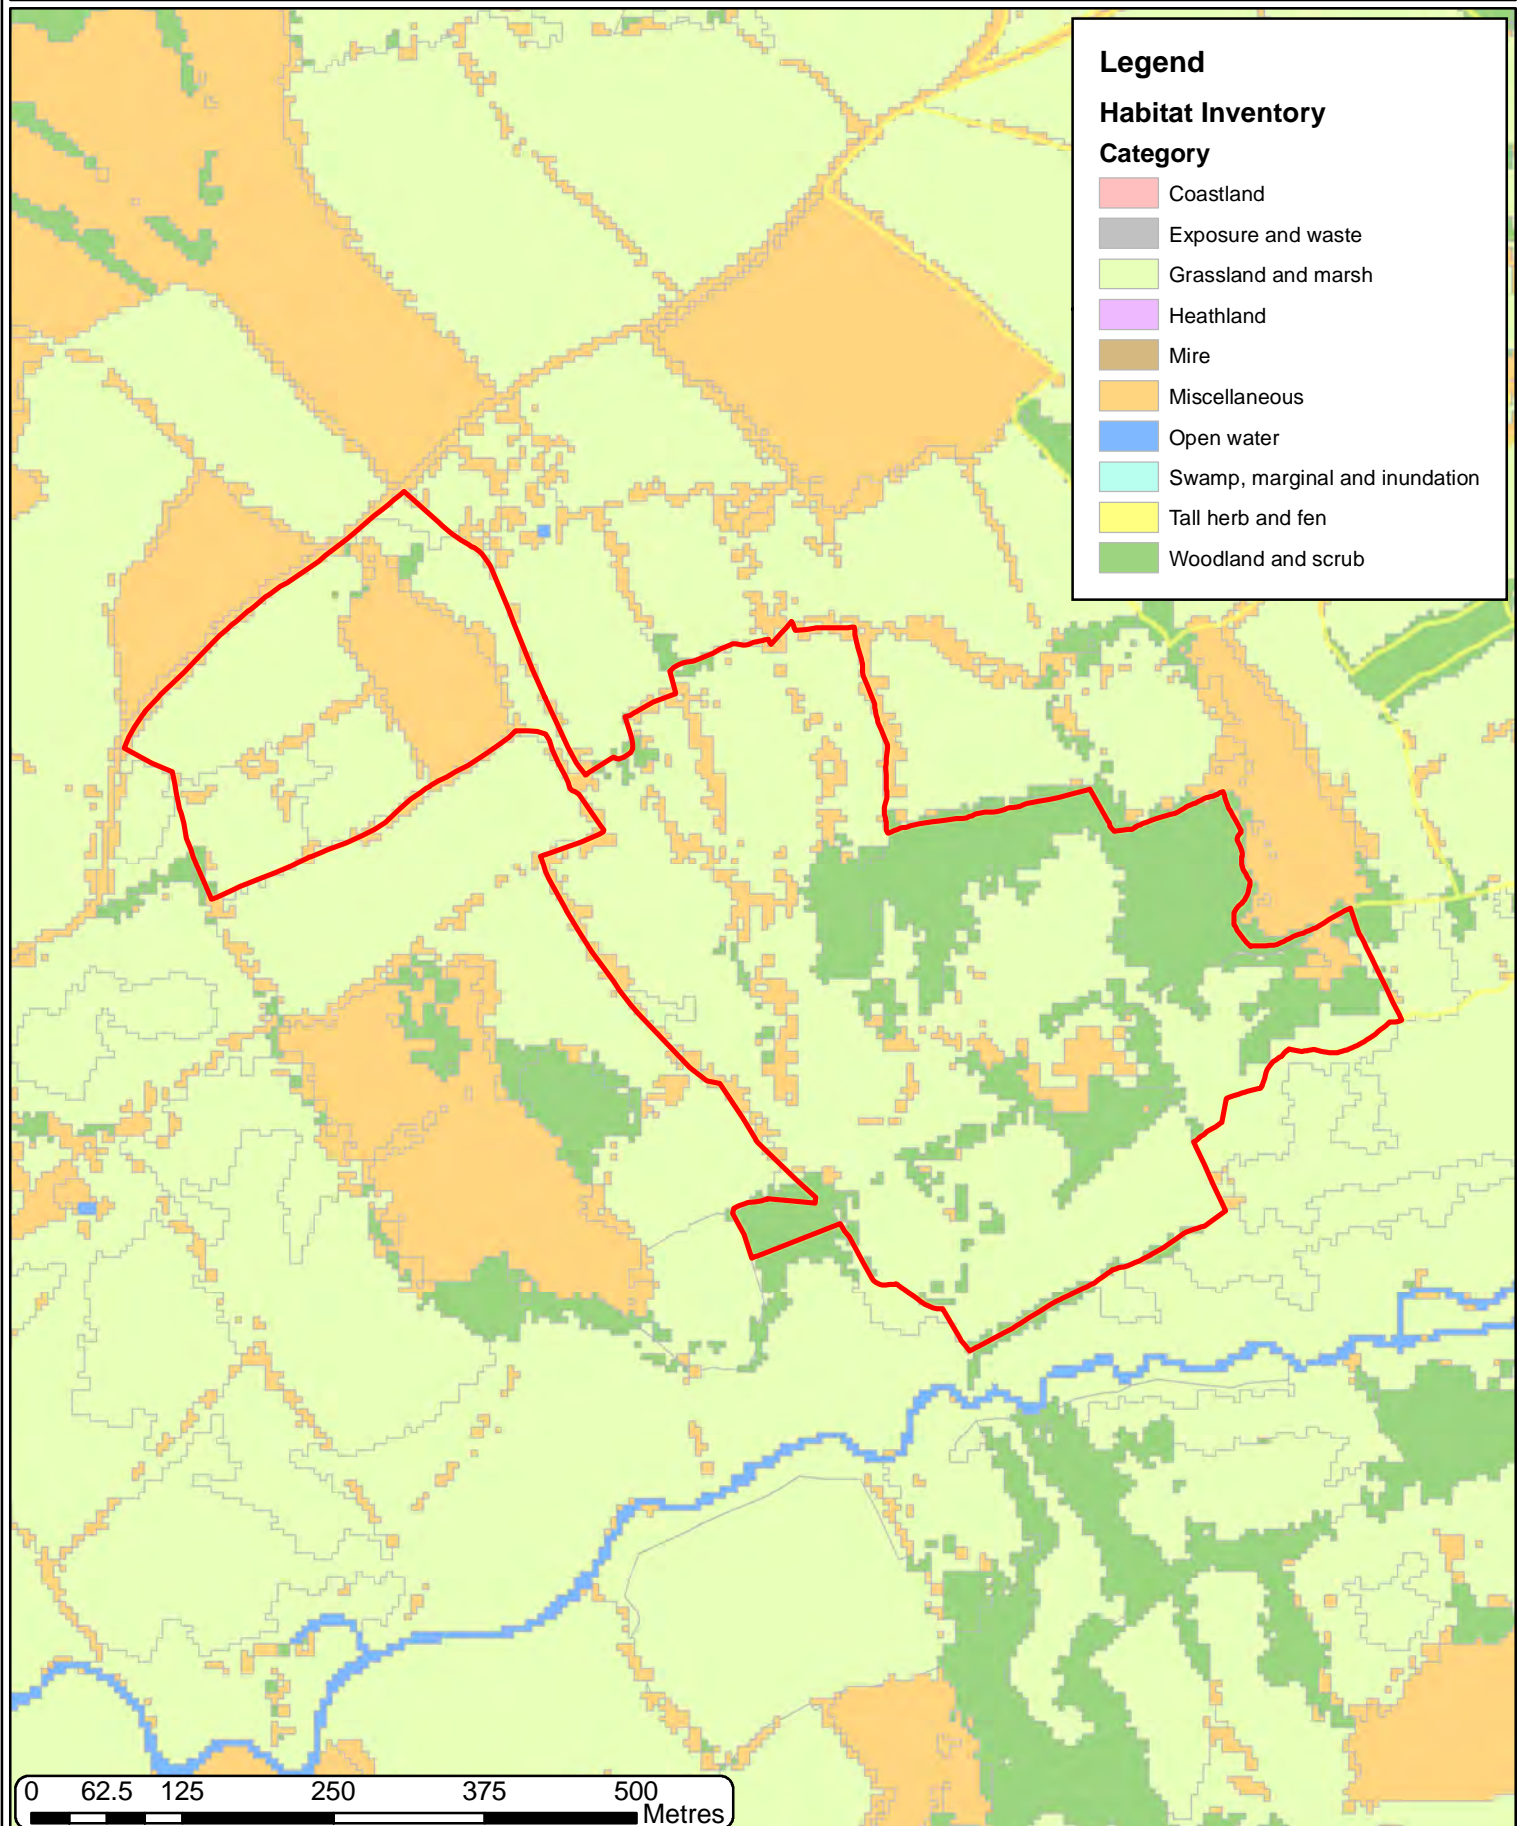 Legend
Habitat Inventory
Category
Coastland
Exposure and waste
Grassland and marsh
Heathland
Mire
Miscellaneous
Open water
Swamp, marginal and inundation
Tall herb and fen
Woodland and scrub
0 62.5 125 250 375 500
Metres